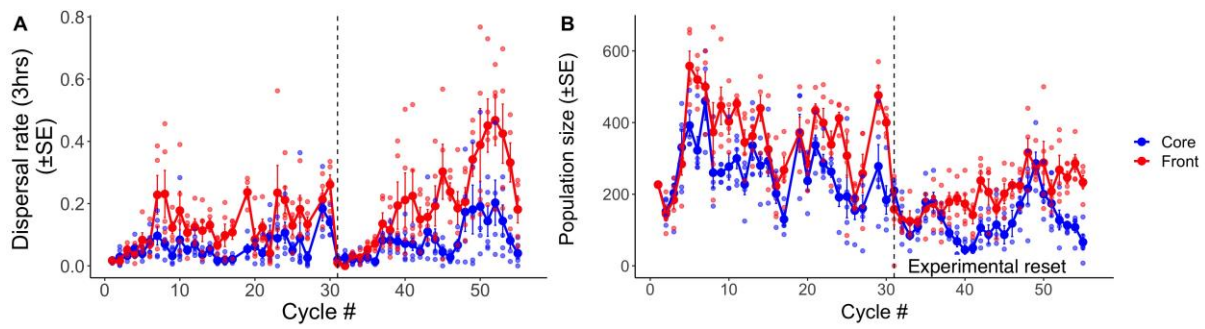 A
Dispersal rate (3hrs)
(±SE)
0.8
0.6
0.4
0.2
0.0
0 10 20 30 40 50
Cycle #
B
Population size (±SE)
600
400
200
0
Experimental reset
0 10 20 30 40 50
Cycle #
Core
Front